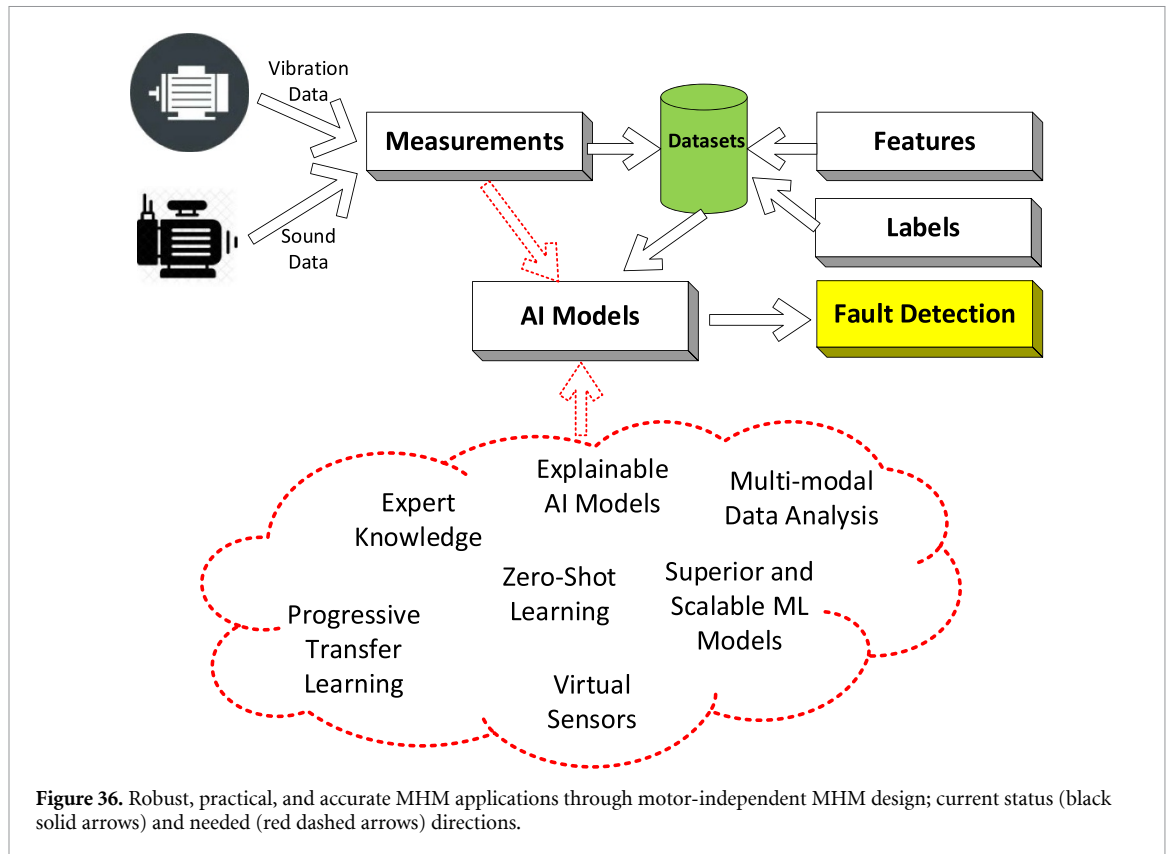 Vibration
Data
Measurements
Datasets
Features
Labels
Sound
Data
AI Models
Fault Detection
Explainable
AI Models
Multi-modal
Data Analysis
Expert
Knowledge
Zero-Shot
Learning
Superior and
Scalable ML
Models
Progressive
Transfer
Learning
Virtual
Sensors
Figure 36. Robust, practical, and accurate MHM applications through motor-independent MHM design; current status (black
solid arrows) and needed (red dashed arrows) directions.